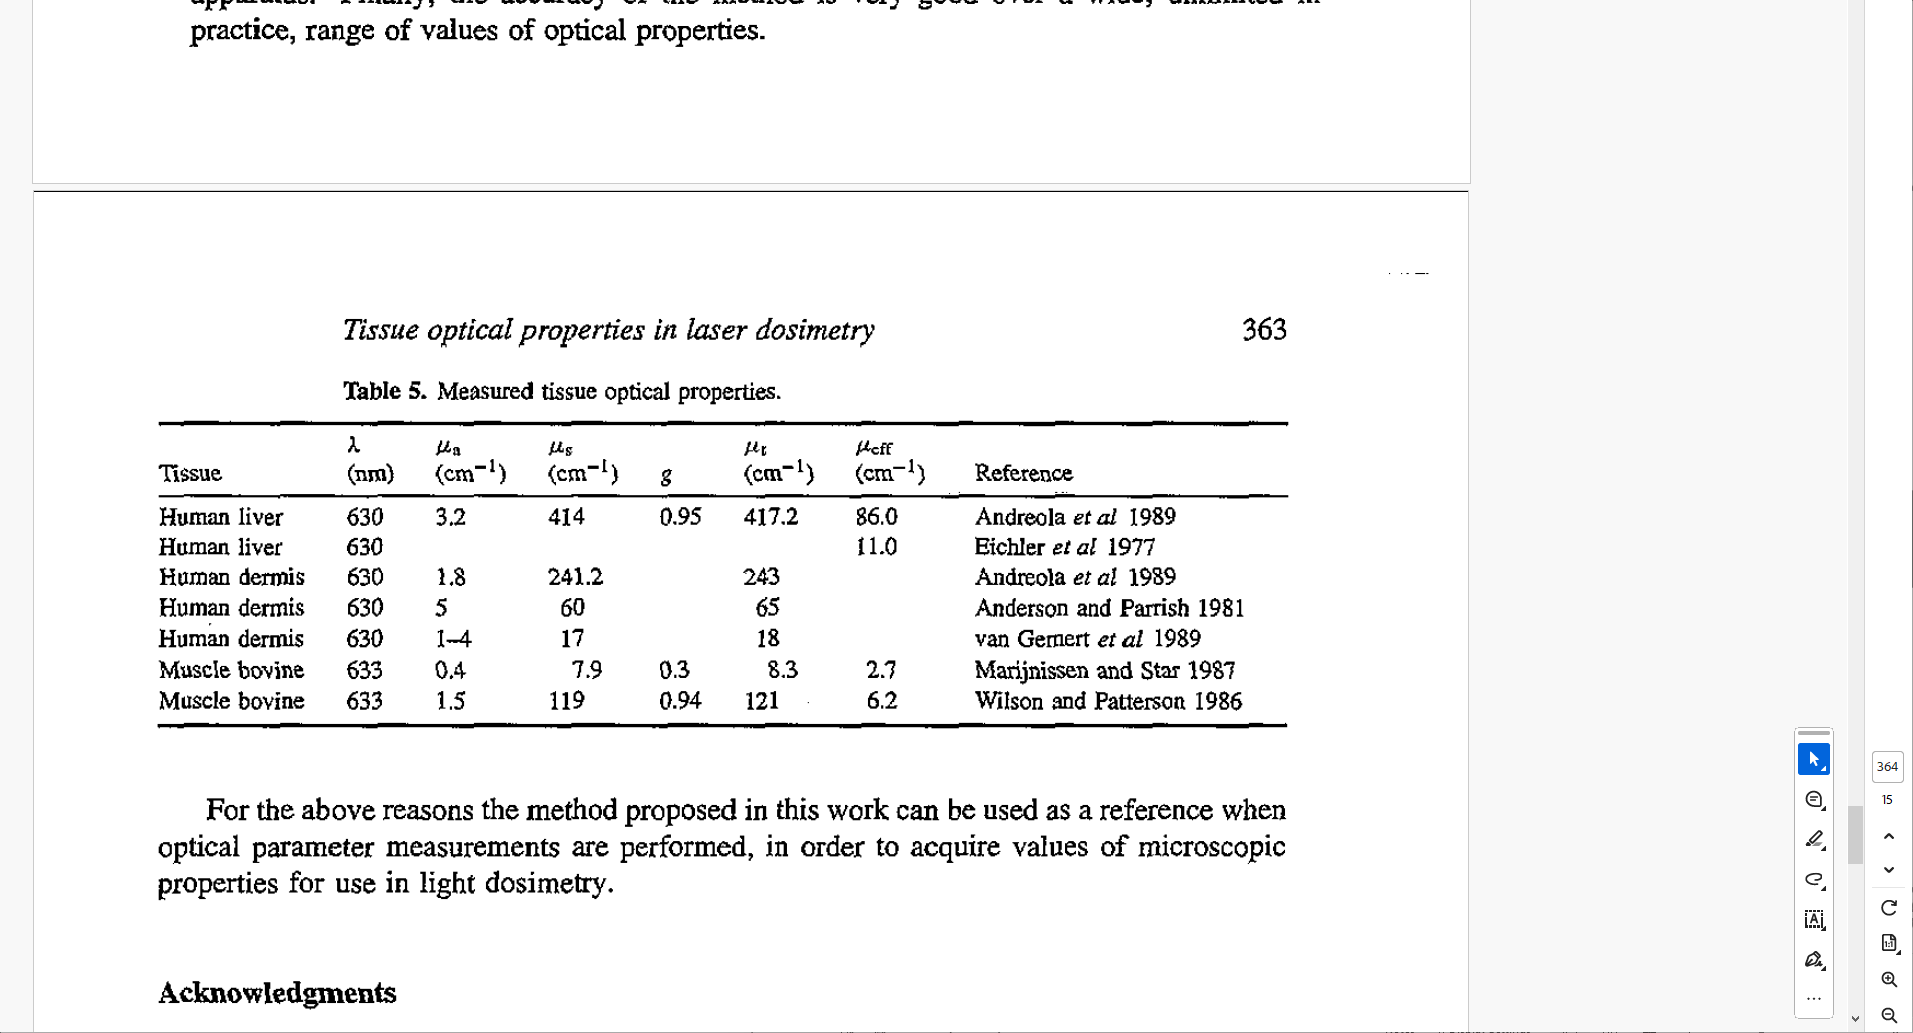 practice, range of values of optical properties.
Tissue optical properties in laser dosimetry 363
Table 5. Measured tissue optical properties.
Tissue λ (nm) μa (cm−1) μs (cm−1) g μt (cm−1) μeff (cm−1) Reference
Human liver 630 3.2 414 0.95 417.2 86.0 Andreola et al 1989
Human liver 630 11.0 Eichler et al 1977
Human dermis 630 1.8 241.2 243 Andreola et al 1989
Human dermis 630 5 60 65 Anderson and Parrish 1981
Human dermis 630 1–4 17 18 van Gemert et al 1989
Muscle bovine 633 0.4 7.9 0.3 8.3 2.7 Marijnissen and Star 1987
Muscle bovine 633 1.5 119 0.94 121 6.2 Wilson and Patterson 1986
For the above reasons the method proposed in this work can be used as a reference when
optical parameter measurements are performed, in order to acquire values of microscopic
properties for use in light dosimetry.
Acknowledgments
364
15